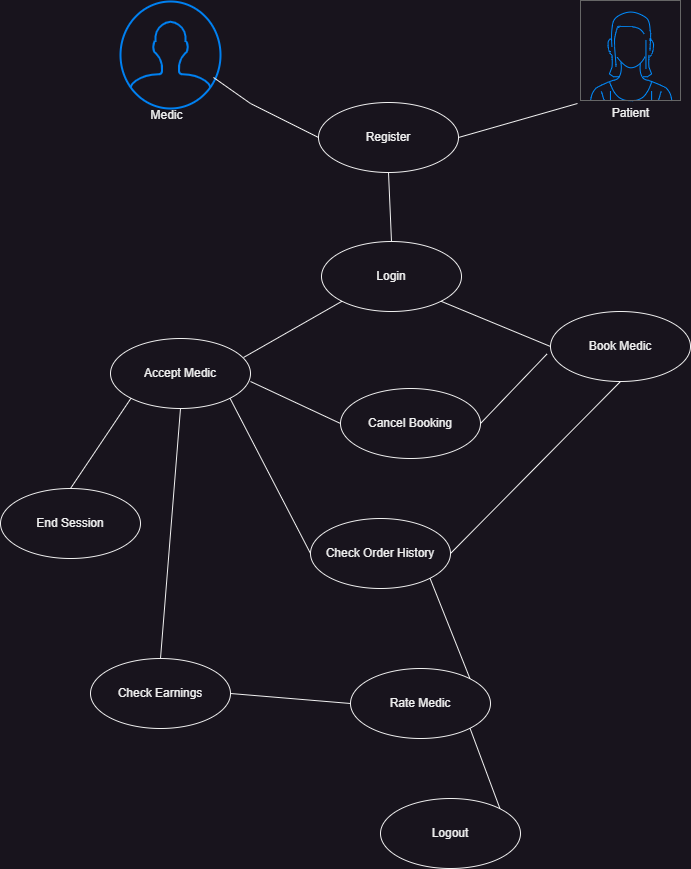 Medic
Patient
Register
Login
Book Medic
Accept Medic
Cancel Booking
End Session
Check Order History
Check Earnings
Rate Medic
Logout